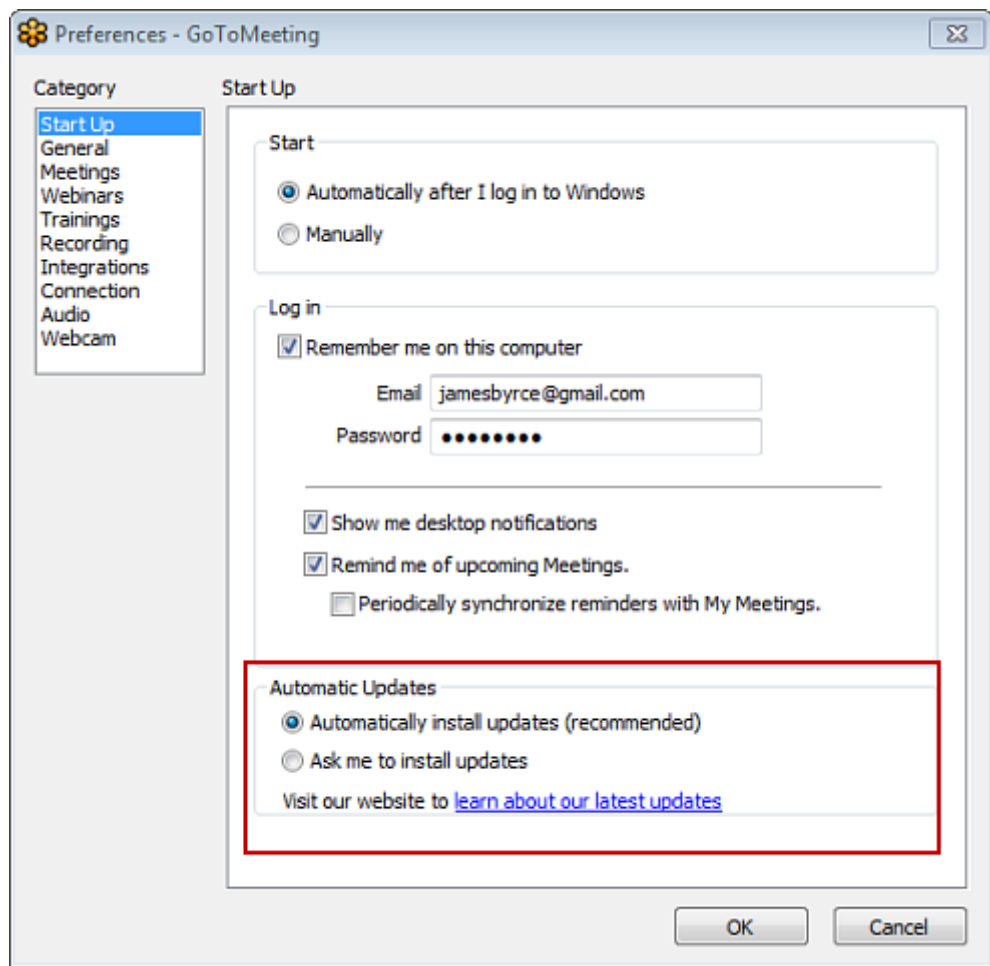 Preferences - GoToMeeting
Category
Start Up
General
Meetings
Webinars
Trainings
Recording
Integrations
Connection
Audio
Webcam
Start Up
Start
Automatically after I log in to Windows
Manually
Log in
Remember me on this computer
Email jamesbyrce@gmail.com
Password ••••••••
Show me desktop notifications
Remind me of upcoming Meetings.
Periodically synchronize reminders with My Meetings.
Automatic Updates
Automatically install updates (recommended)
Ask me to install updates
Visit our website to learn about our latest updates
OK Cancel